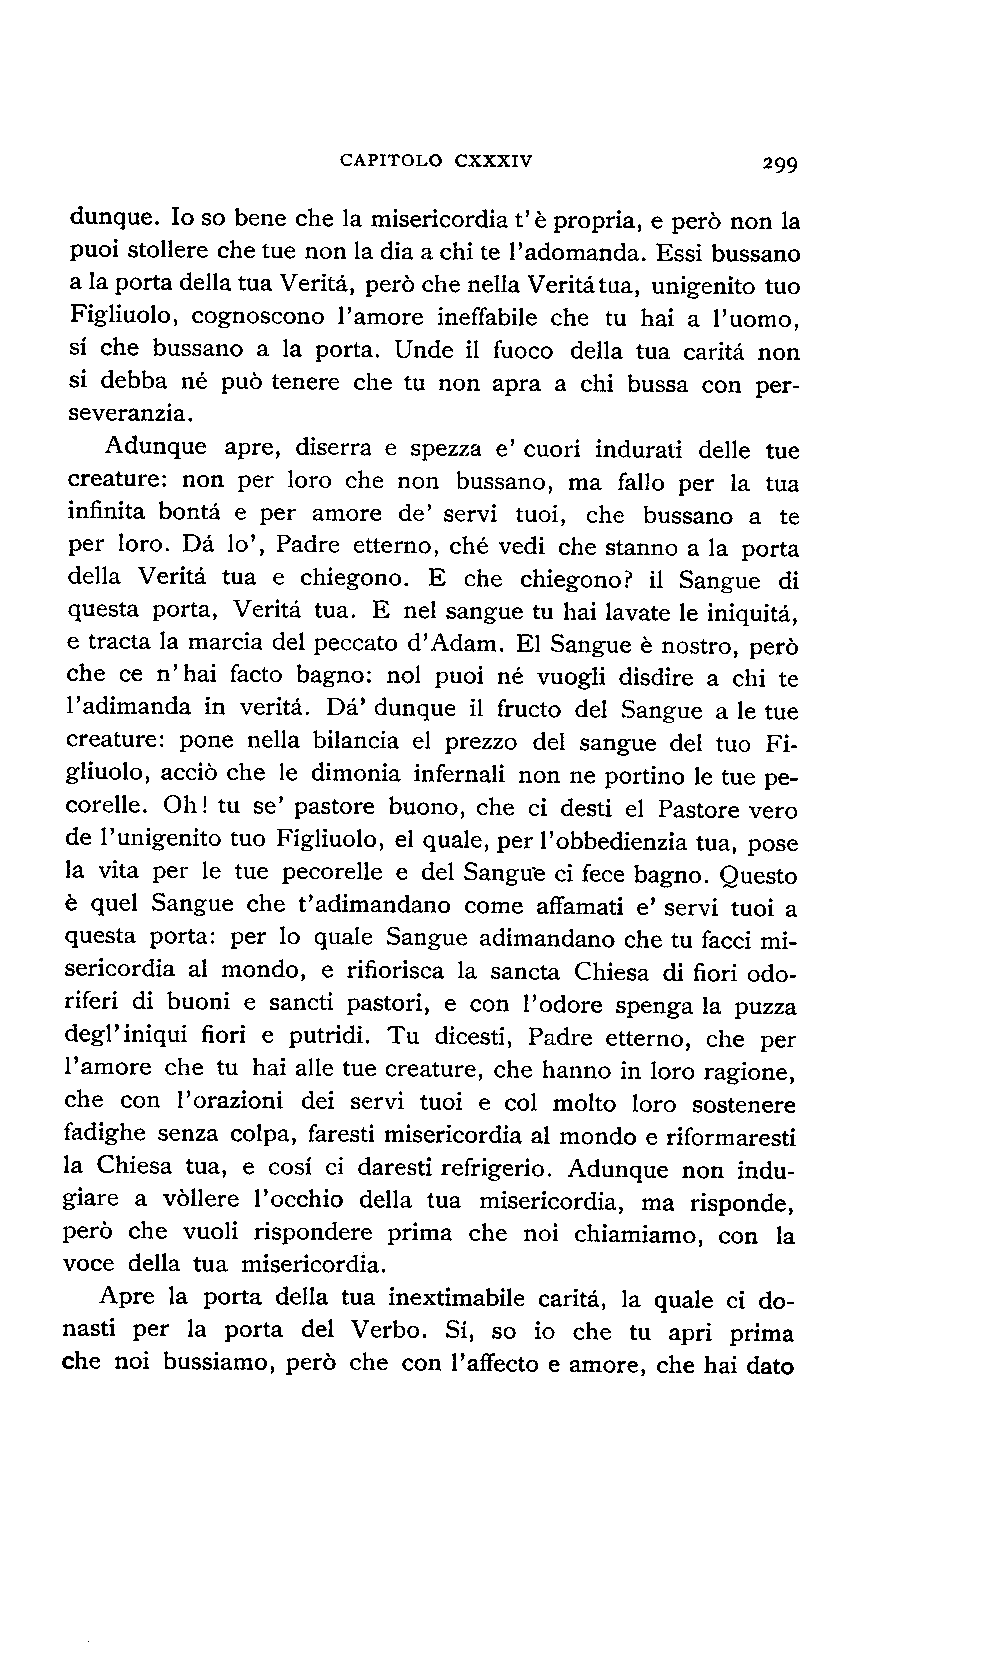 CAPITOLO CXXXIV 299
dunque. Io so bene che la misericordia t' è propria, e però non la
puoi stollere che tue non la dia a chi te l'adomanda. Essi bussano
a la porta della tua Veritá, però che nella Veritá tua, unigenito tuo
Figliuolo, cognoscono l'amore ineffabile che tu hai a l'uomo,
sí che bussano a la porta. Unde il fuoco della tua caritá non
si debba né può tenere che tu non apra a chi bussa con per-
severanzia.
Adunque apre, diserra e spezza e' cuori indurati delle tue
creature: non per loro che non bussano, ma fallo per la tua
infinita bontá e per amore de' servi tuoi, che bussano a te
per loro. Dá lo', Padre etterno, ché vedi che stanno a la porta
della Veritá tua e chiegono. E che chiegono? il Sangue di
questa porta, Veritá tua. E nel sangue tu hai lavate le iniquitá,
e tracta la marcia del peccato d'Adam. El Sangue è nostro, però
che ce n'hai facto bagno: nol puoi né vuogli disdire a chi te
l'adimanda in veritá. Dá' dunque il fructo del Sangue a le tue
creature: pone nella bilancia el prezzo del sangue del tuo Fi-
gliuolo, acciò che le dimonia infernali non ne portino le tue pe-
corelle. Oh! tu se' pastore buono, che ci desti el Pastore vero
de l'unigenito tuo Figliuolo, el quale, per l'obbedienzia tua, pose
la vita per le tue pecorelle e del Sangue ci fece bagno. Questo
è quel Sangue che t'adimandano come affamati e' servi tuoi a
questa porta: per lo quale Sangue adimandano che tu facci mi-
sericordia al mondo, e rifiorisca la sancta Chiesa di fiori odo-
riferi di buoni e sancti pastori, e con l'odore spenga la puzza
degl'iniqui fiori e putridi. Tu dicesti, Padre etterno, che per
l'amore che tu hai alle tue creature, che hanno in loro ragione,
che con l'orazioni dei servi tuoi e col molto loro sostenere
fadighe senza colpa, faresti misericordia al mondo e riformaresti
la Chiesa tua, e cosí ci daresti refrigerio. Adunque non indu-
giare a vòllere l'occhio della tua misericordia, ma risponde,
però che vuoli rispondere prima che noi chiamiamo, con la
voce della tua misericordia.
Apre la porta della tua inextimabile caritá, la quale ci do-
nasti per la porta del Verbo. Sí, so io che tu apri prima
che noi bussiamo, però che con l'affecto e amore, che hai dato